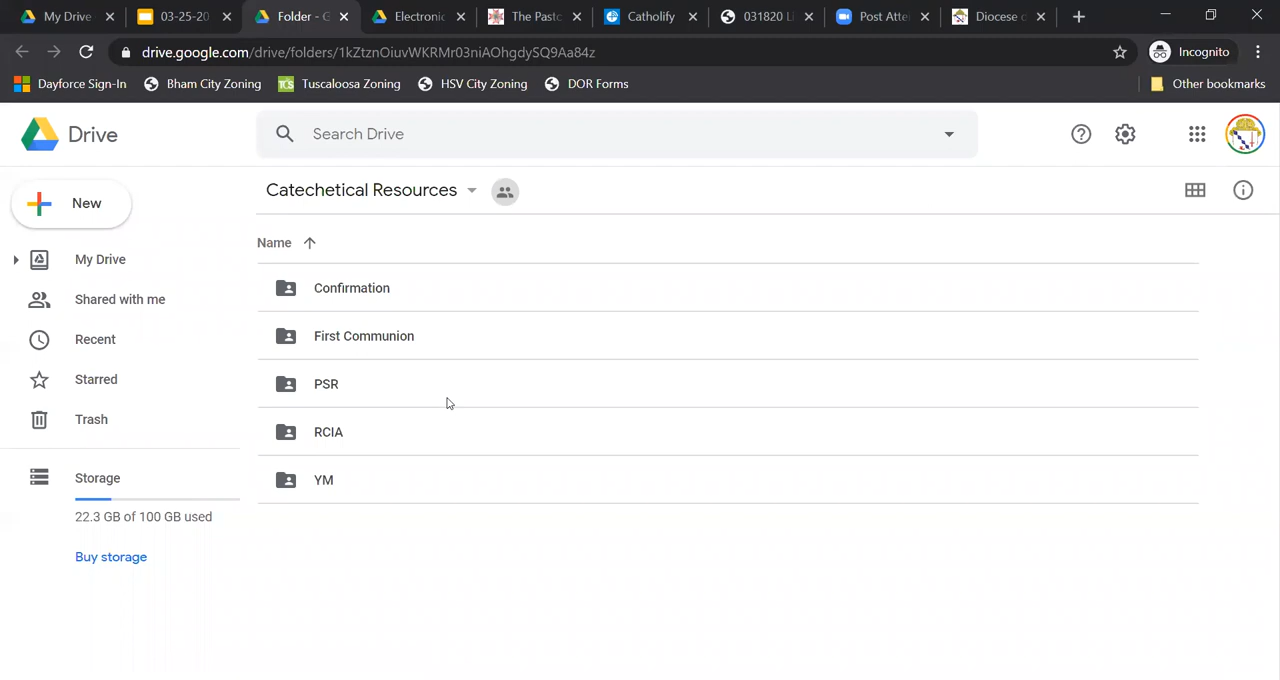 My Drive
03-25-20
Folder - G
Electronic
The Pasto
Catholify
031820 Li
Post Atte
Diocese o
drive.google.com/drive/folders/1kZtznOiuvWKRMr03niAOhgdySQ9Aa84z
Incognito
Dayforce Sign-In
Bham City Zoning
TCS
Tuscaloosa Zoning
HSV City Zoning
DOR Forms
Other bookmarks
Drive
Search Drive
New
Catechetical Resources
Name
My Drive
Shared with me
Recent
Starred
Trash
Storage
22.3 GB of 100 GB used
Buy storage
Confirmation
First Communion
PSR
RCIA
YM